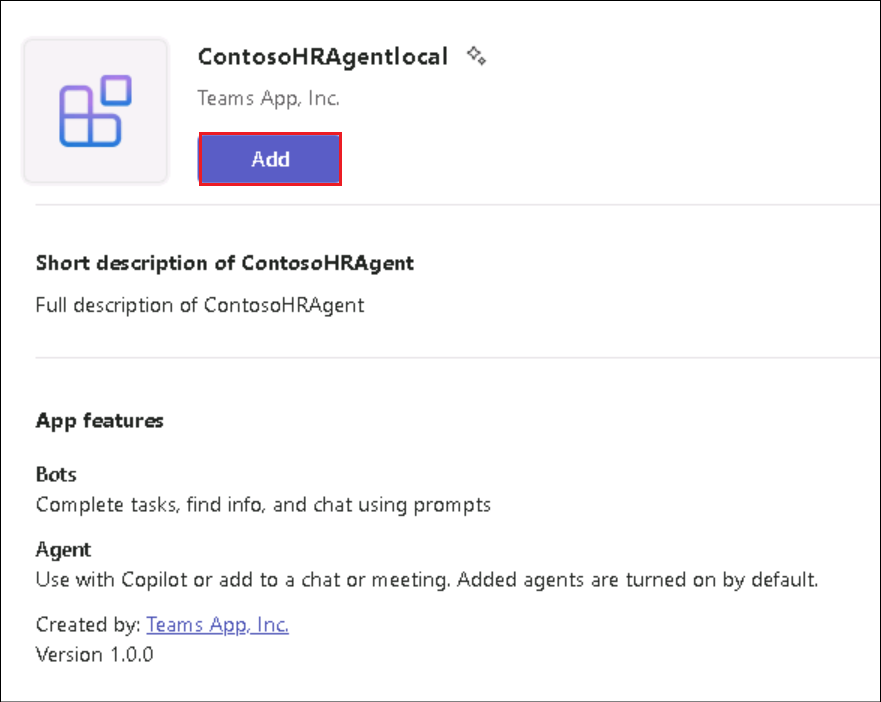 ContosoHRAgentlocal
Teams App, Inc.
Add
Short description of ContosoHRAgent
Full description of ContosoHRAgent
App features
Bots
Complete tasks, find info, and chat using prompts
Agent
Use with Copilot or add to a chat or meeting. Added agents are turned on by default.
Created by: Teams App, Inc.
Version 1.0.0